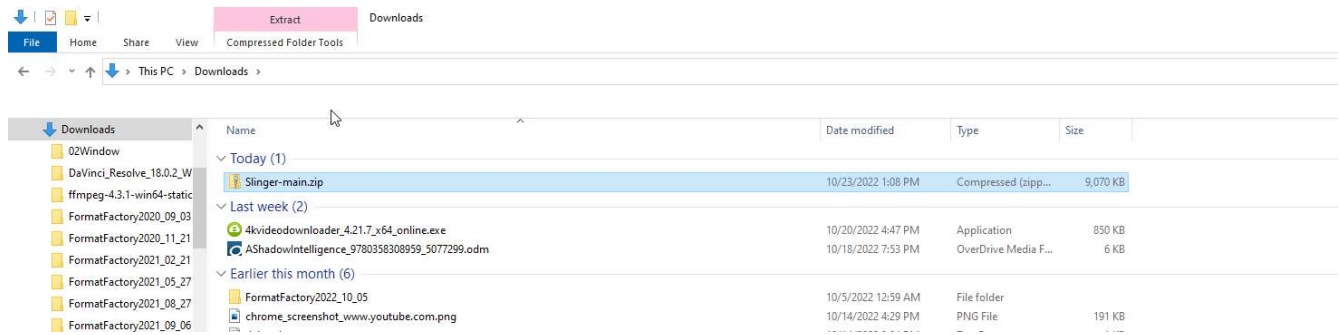 Extract Downloads
File Home Share View Compressed Folder Tools
This PC > Downloads >
Downloads Name Date modified Type Size
02Window
Today (1)
DaVinci_Resolve_18.0.2_W
Slinger-main.zip 10/23/2022 1:08 PM Compressed (zipp... 9,070 KB
ffmpeg-4.3.1-win64-static
Last week (2)
FormatFactory2020_09_03
4kvideodownloader_4.21.7_x64_online.exe 10/20/2022 4:47 PM Application 850 KB
FormatFactory2020_11_21
AShadowIntelligence_9780358308959_5077299.odm 10/18/2022 7:53 PM OverDrive Media F... 6 KB
FormatFactory2021_02_21
Earlier this month (6)
FormatFactory2021_05_27
FormatFactory2022_10_05 10/5/2022 12:59 AM File folder
FormatFactory2021_08_27
chrome_screenshot_www.youtube.com.png 10/14/2022 4:29 PM PNG File 191 KB
FormatFactory2021_09_06